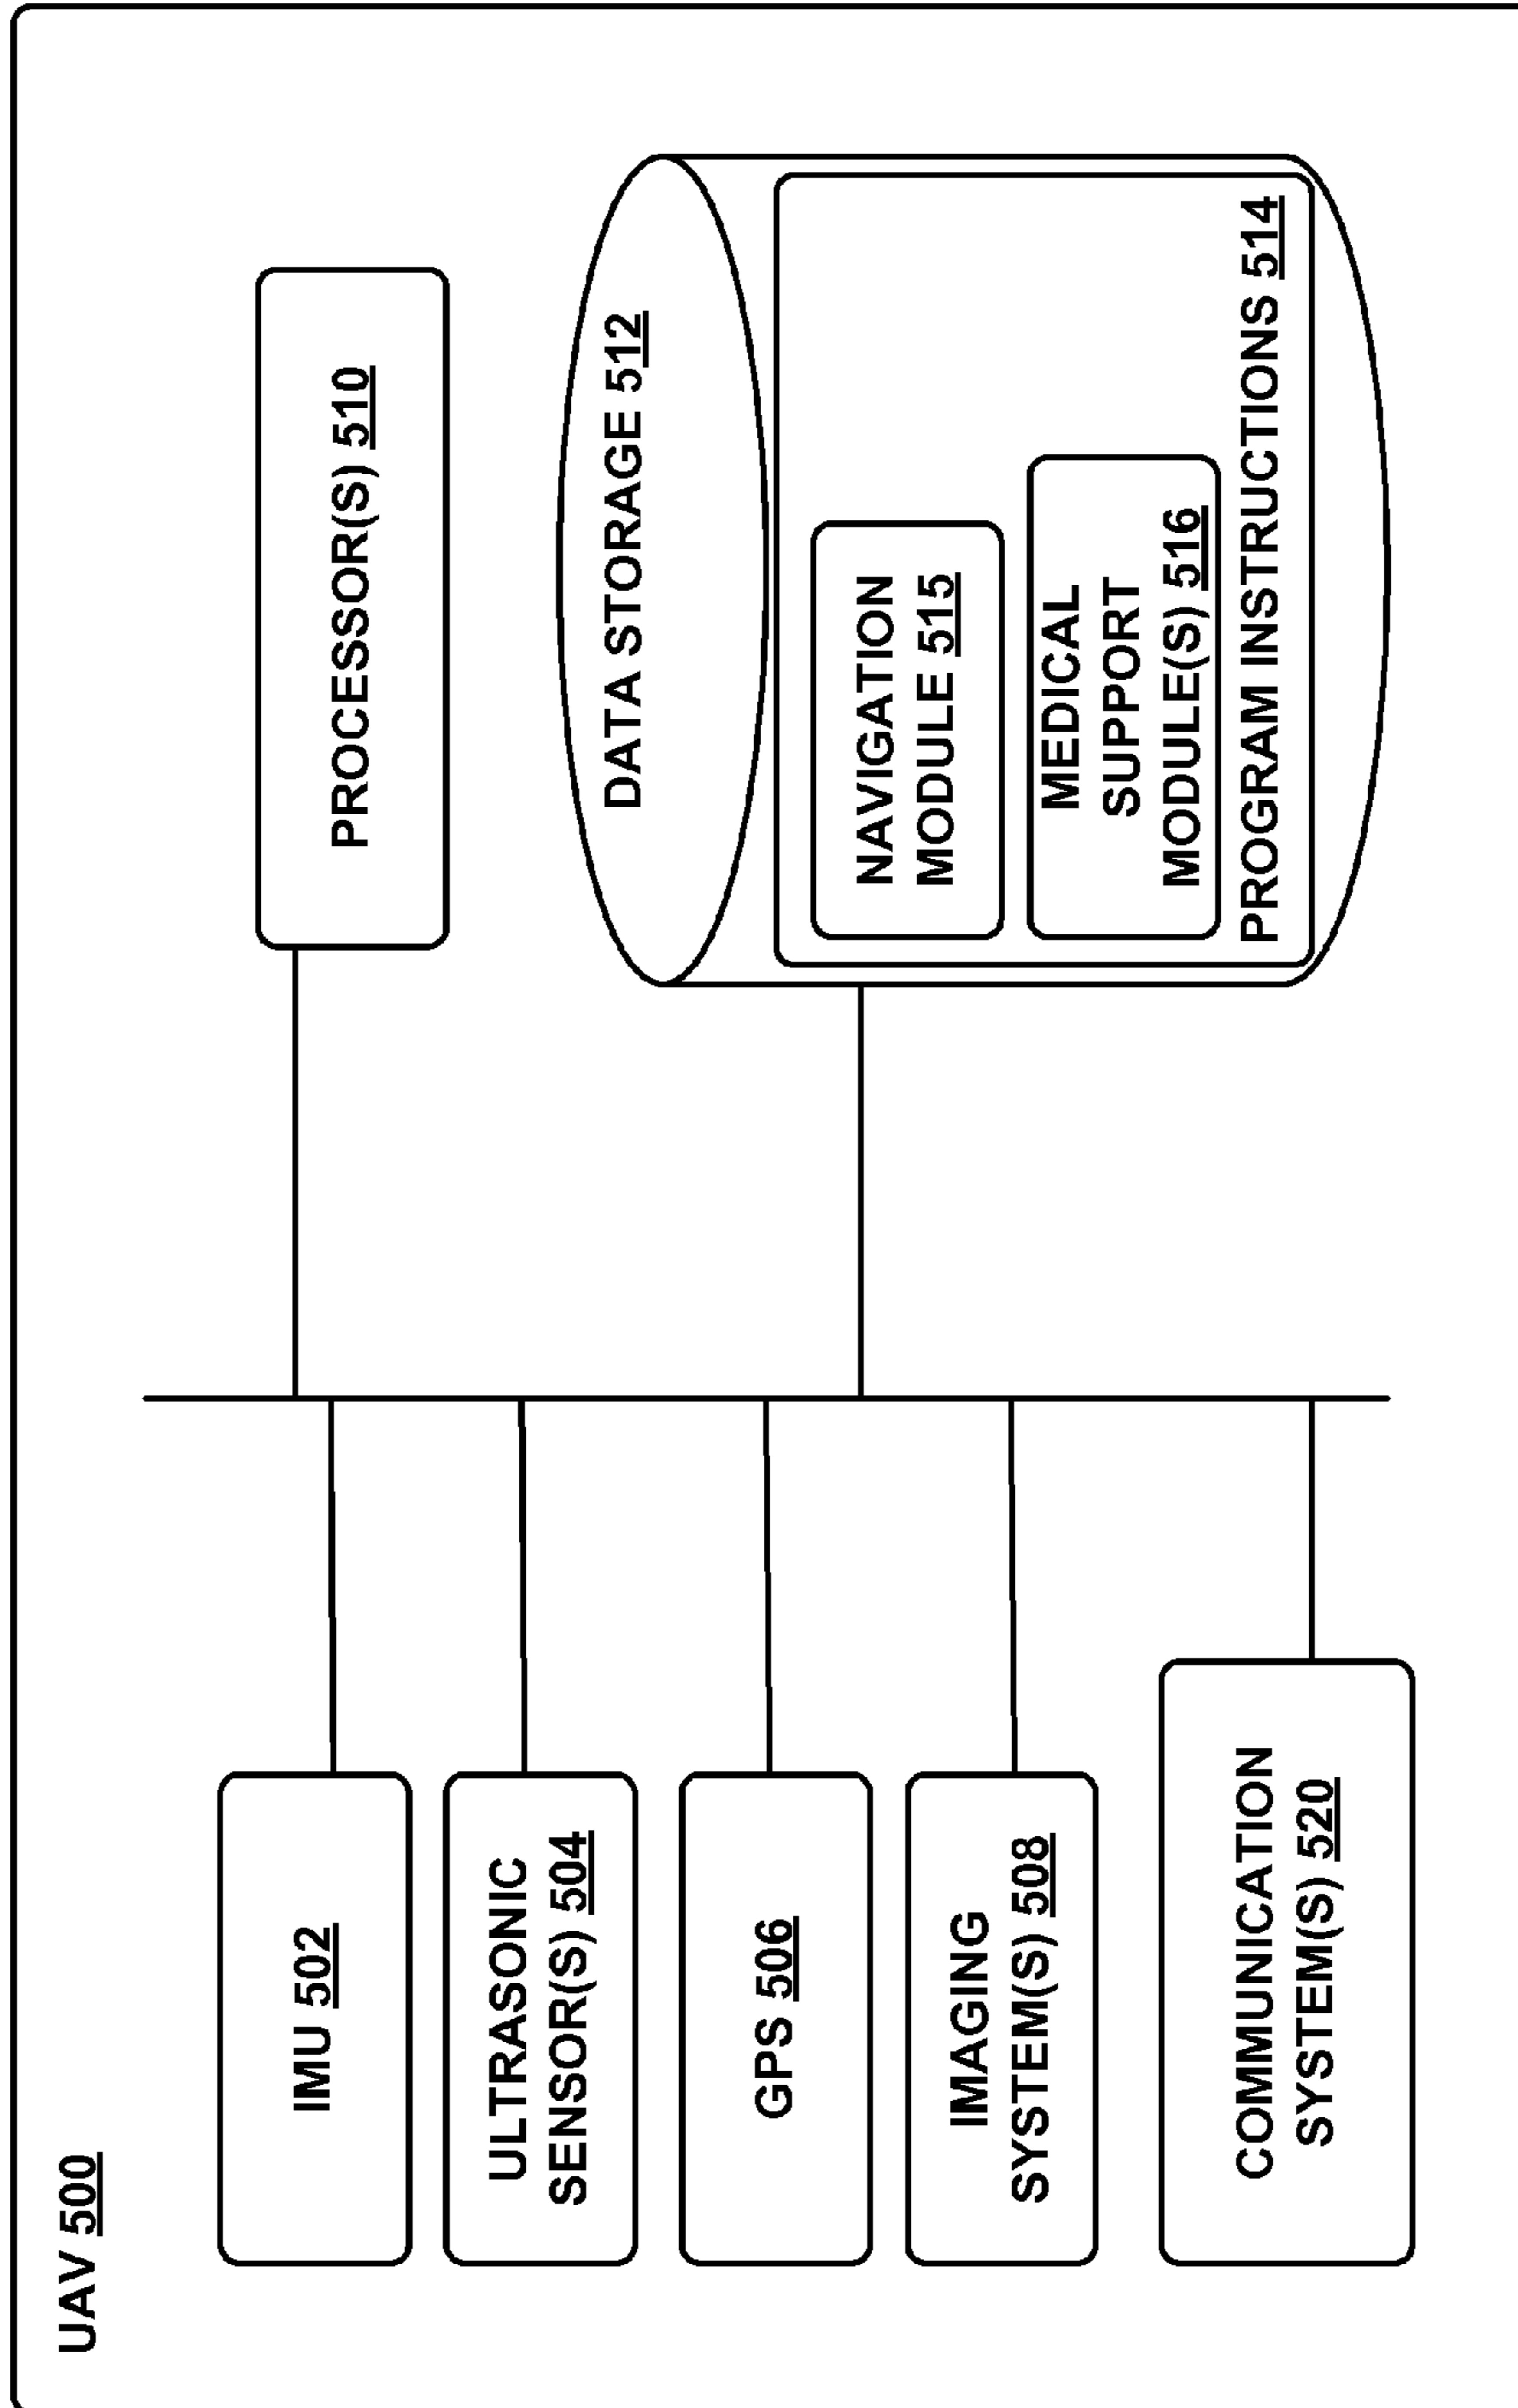 UAV 500
IMU 502
ULTRASONIC
SENSOR(S) 504
GPS 506
IMAGING
SYSTEM(S) 508
COMMUNICATION
SYSTEM(S) 520
PROCESSOR(S) 510
DATA STORAGE 512
NAVIGATION
MODULE 515
MEDICAL
SUPPORT
MODULE(S) 516
PROGRAM INSTRUCTIONS 514